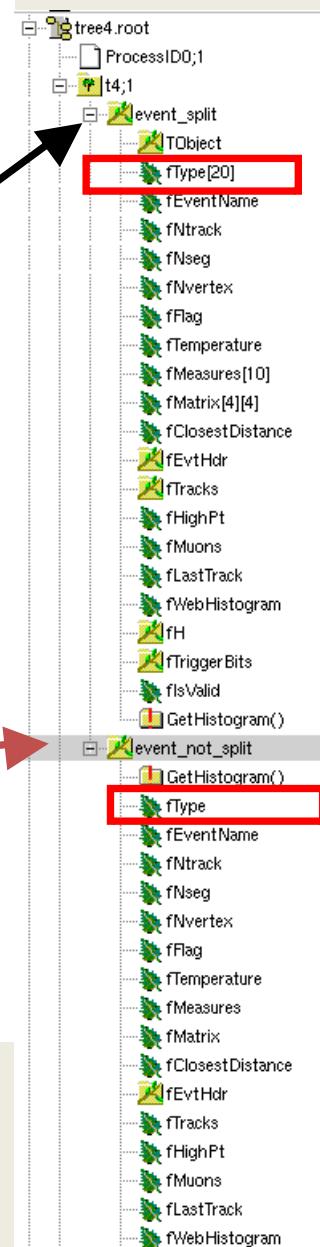 tree4.root
ProcessID0;1
t4;1
event_split
TObject
fType[20]
fEventName
fNtrack
fNseg
fNvertex
fFlag
fTemperature
fMeasures[10]
fMatrix[4][4]
fClosestDistance
fEvtHdr
fTracks
fHighPt
fMuons
fLastTrack
fWebHistogram
fH
fTriggerBits
fIsValid
GetHistogram()
event_not_split
GetHistogram()
fType
fEventName
fNtrack
fNseg
fNvertex
fFlag
fTemperature
fMeasures
fMatrix
fClosestDistance
fEvtHdr
fTracks
fHighPt
fMuons
fLastTrack
fWebHistogram